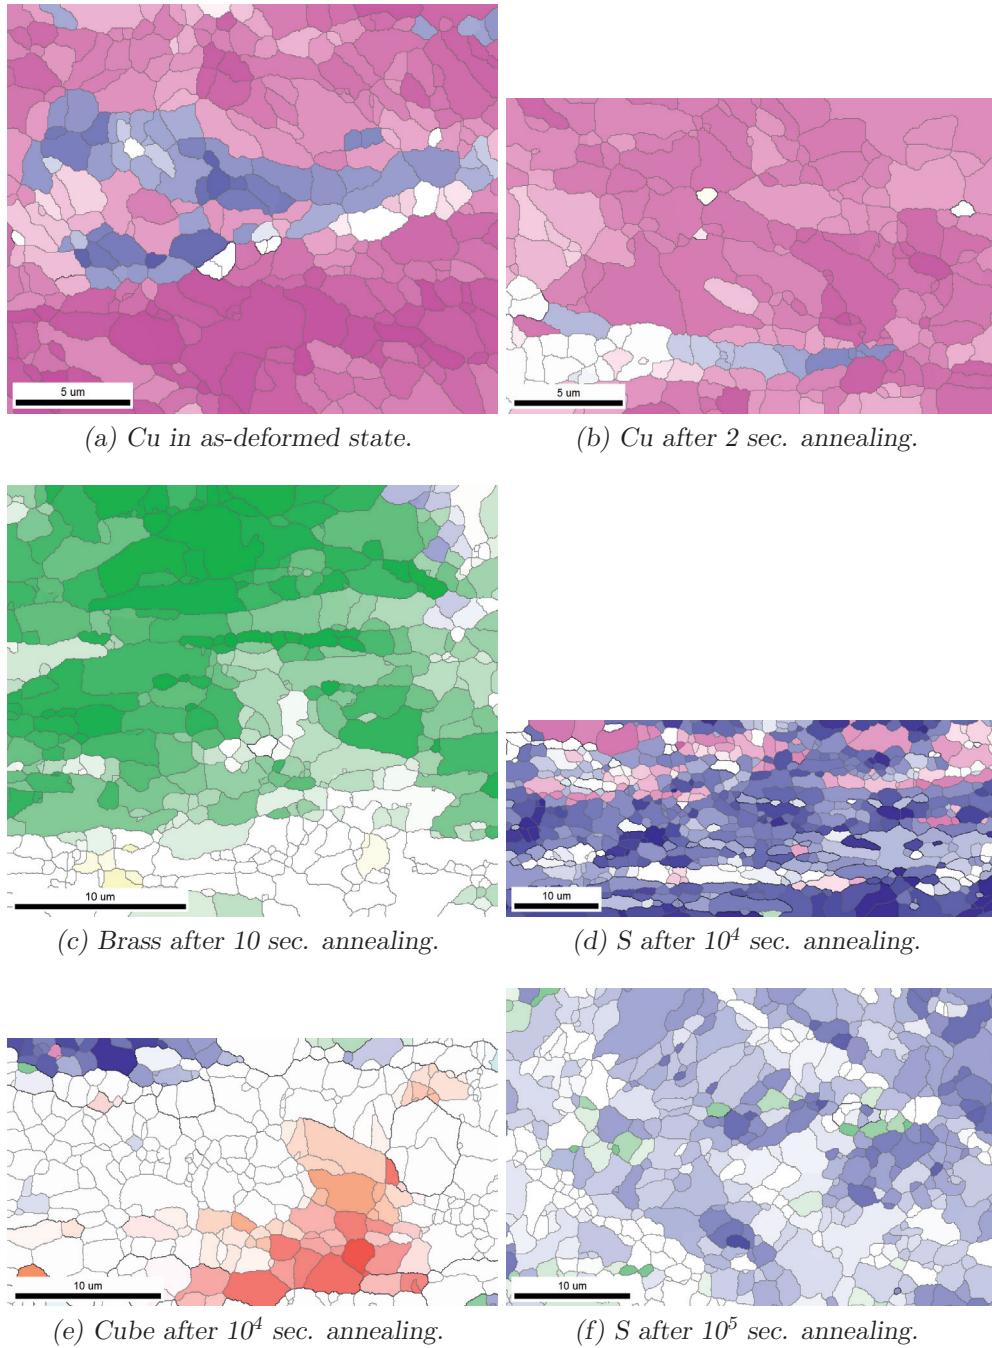 5 um
5 um
(a) Cu in as-deformed state.
(b) Cu after 2 sec. annealing.
10 um
10 um
(c) Brass after 10 sec. annealing.
(d) S after 10⁴ sec. annealing.
10 um
10 um
(e) Cube after 10⁴ sec. annealing.
(f) S after 10⁵ sec. annealing.